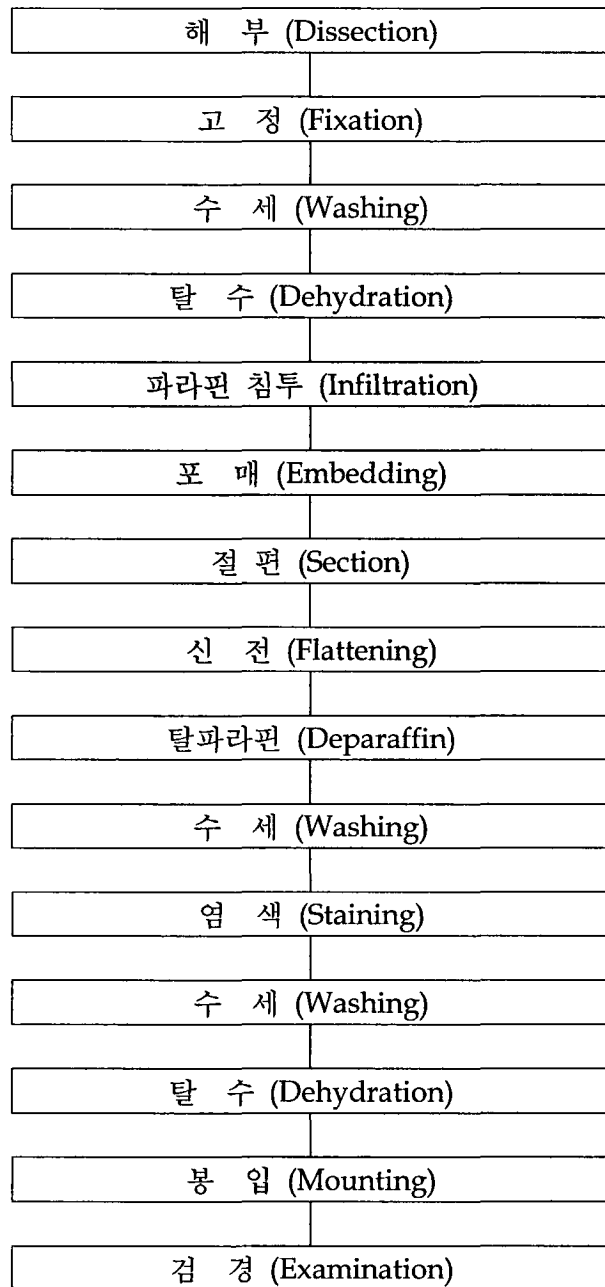 해 부 (Dissection)
고 정 (Fixation)
수 세 (Washing)
탈 수 (Dehydration)
파라핀 침투 (Infiltration)
포 매 (Embedding)
절 편 (Section)
신 전 (Flattening)
탈파라핀 (Deparaffin)
수 세 (Washing)
염 색 (Staining)
수 세 (Washing)
탈 수 (Dehydration)
봉 입 (Mounting)
검 경 (Examination)